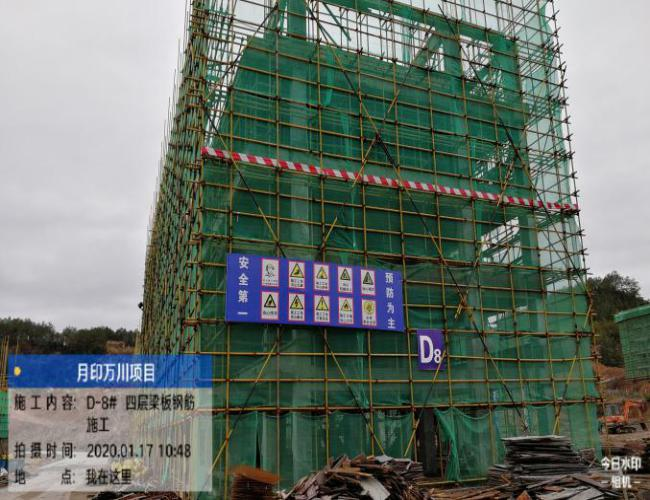 安全第一
预防为主
D8
月印万川项目
施工内容: D-8# 四层梁板钢筋
施工
拍摄时间: 2020.01.17 10:48
地 点: 我在这里
今日水印
相机